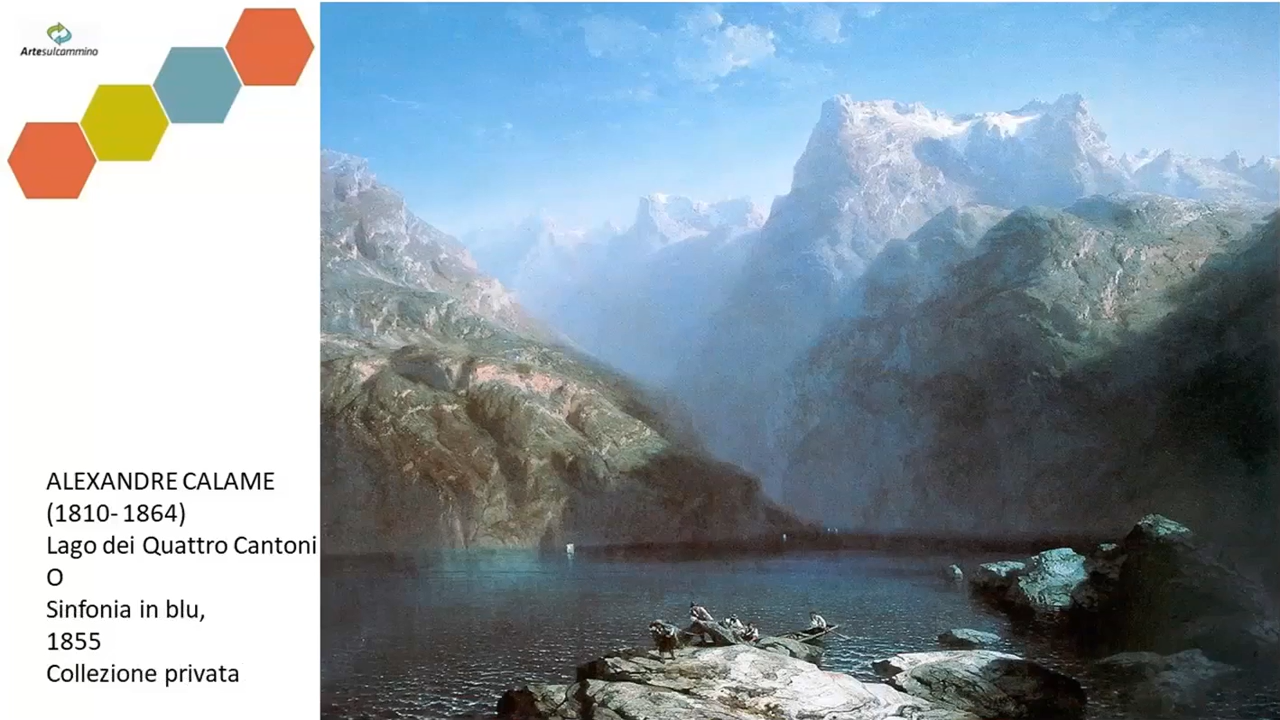 Artesulcammino
ALEXANDRE CALAME
(1810- 1864)
Lago dei Quattro Cantoni
O
Sinfonia in blu,
1855
Collezione privata